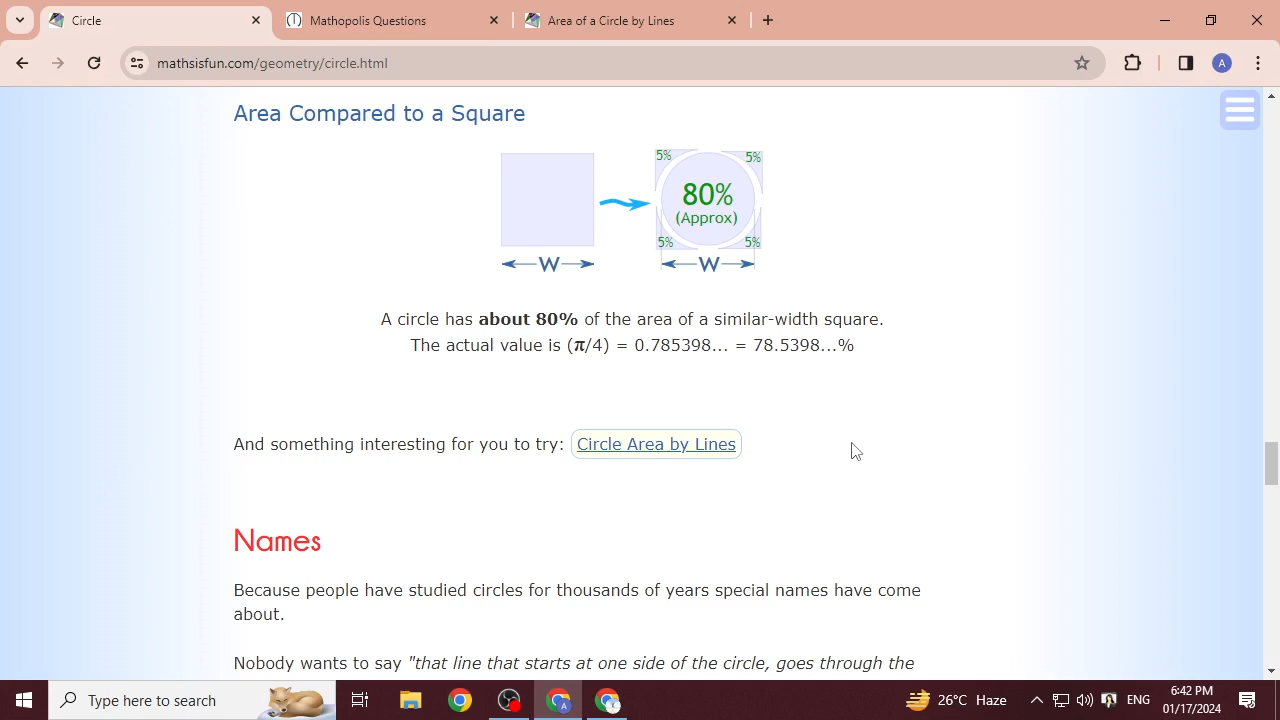 Circle
Mathopolis Questions
Area of a Circle by Lines
mathsisfun.com/geometry/circle.html
A
Area Compared to a Square
5% 5%
80%
(Approx)
5% 5%
W W
A circle has about 80% of the area of a similar-width square.
The actual value is (π/4) = 0.785398... = 78.5398...%
And something interesting for you to try: Circle Area by Lines
Names
Because people have studied circles for thousands of years special names have come
about.
Nobody wants to say "that line that starts at one side of the circle, goes through the
Type here to search
A
26°C Haze
ENG
6:42 PM
01/17/2024